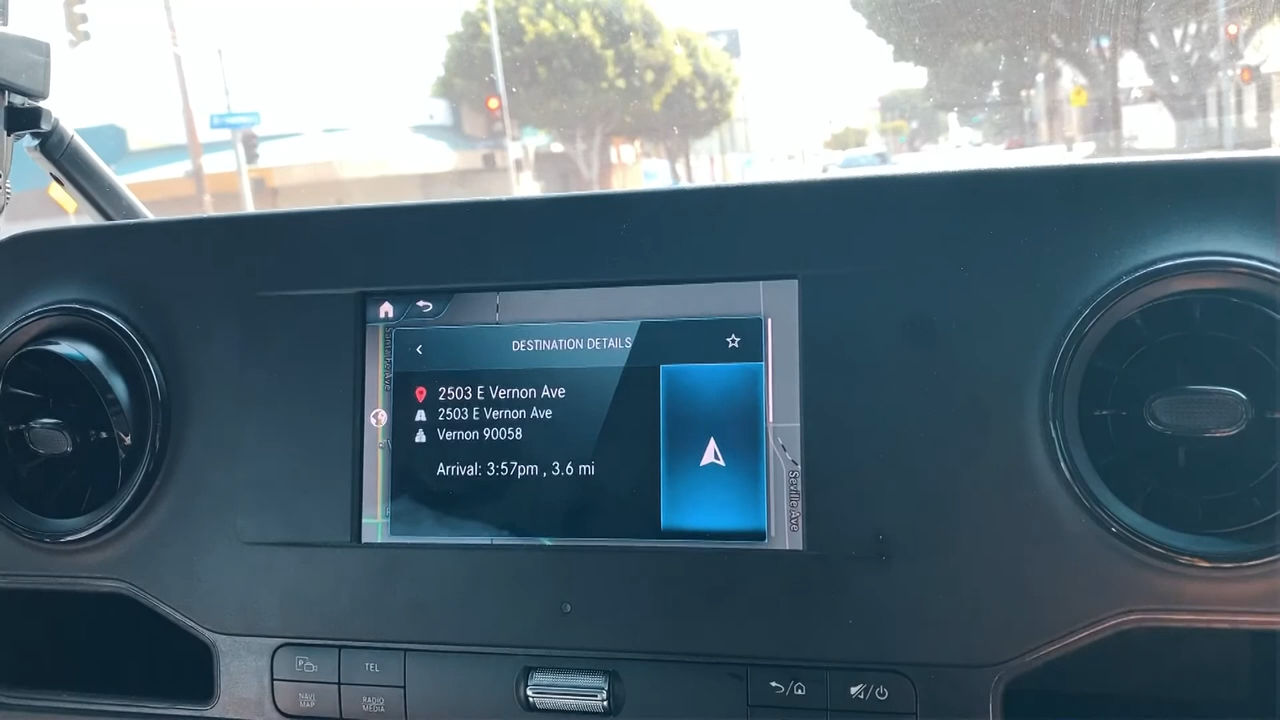 DESTINATION DETAILS
2503 E Vernon Ave
2503 E Vernon Ave
Vernon 90058
Arrival: 3:57pm , 3.6 mi
Seville Ave
P
TEL
NAVI
MAP
RADIO
MEDIA